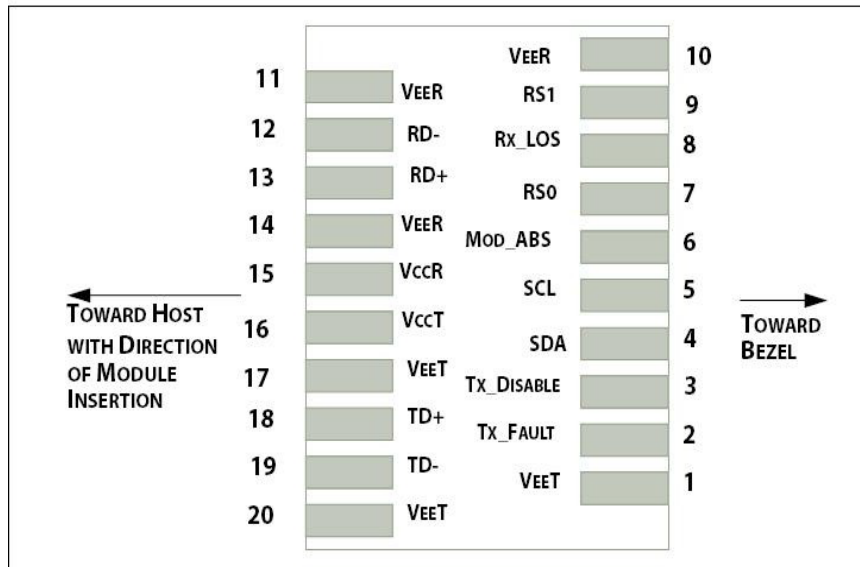 VEER 10
11 VEER
RS1 9
12 RD-
RX_LOS 8
13 RD+
RS0 7
14 VEER
MOD_ABS 6
15 VCCR
SCL 5
16 VCCT
SDA 4
17 VEET
TX_DISABLE 3
18 TD+
TX_FAULT 2
19 TD-
VEET 1
20 VEET
TOWARD HOST
WITH DIRECTION
OF MODULE
INSERTION
TOWARD
BEZEL